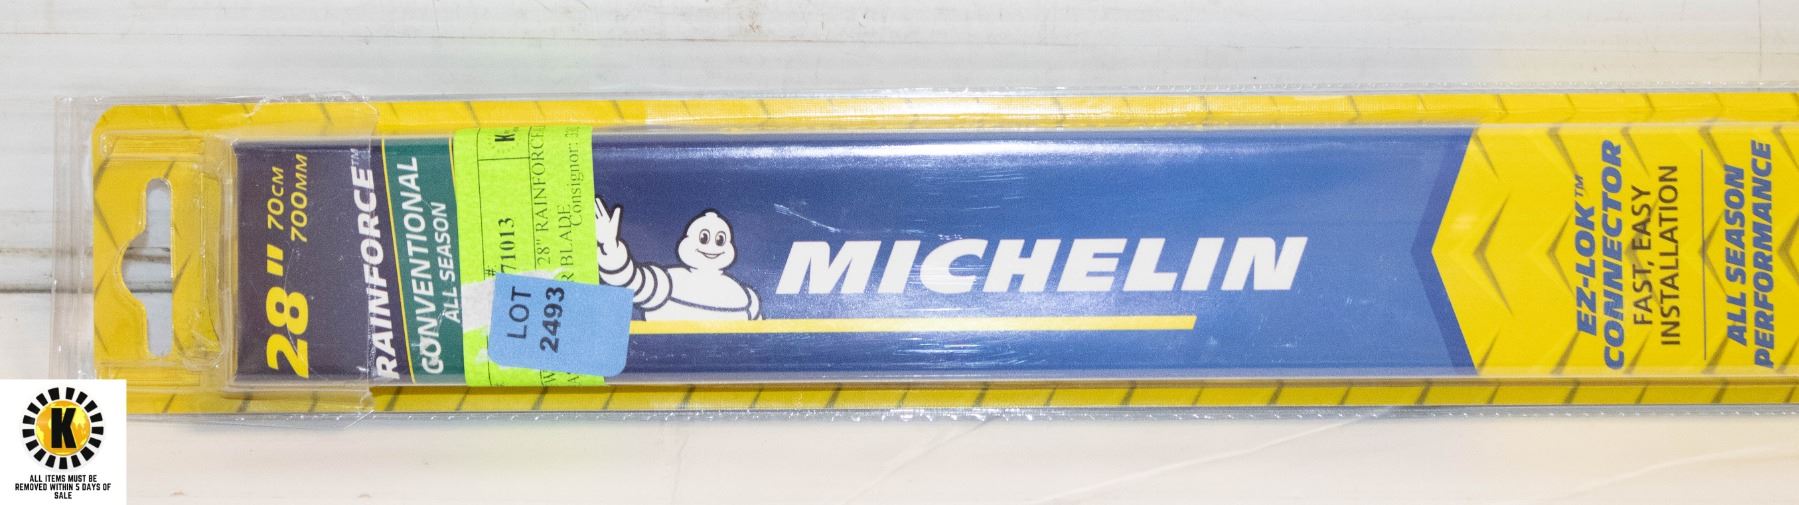 28" 70CM
700MM
RAINFORCE™
CONVENTIONAL
ALL SEASON
#
71013
28" RAINFORCE
BLADE
Consignor:
LOT
2493
MICHELIN
EZ-LOK™
CONNECTOR
FAST, EASY
INSTALLATION
ALL SEASON
PERFORMANCE
K
ALL ITEMS MUST BE
REMOVED WITHIN 5 DAYS OF
SALE